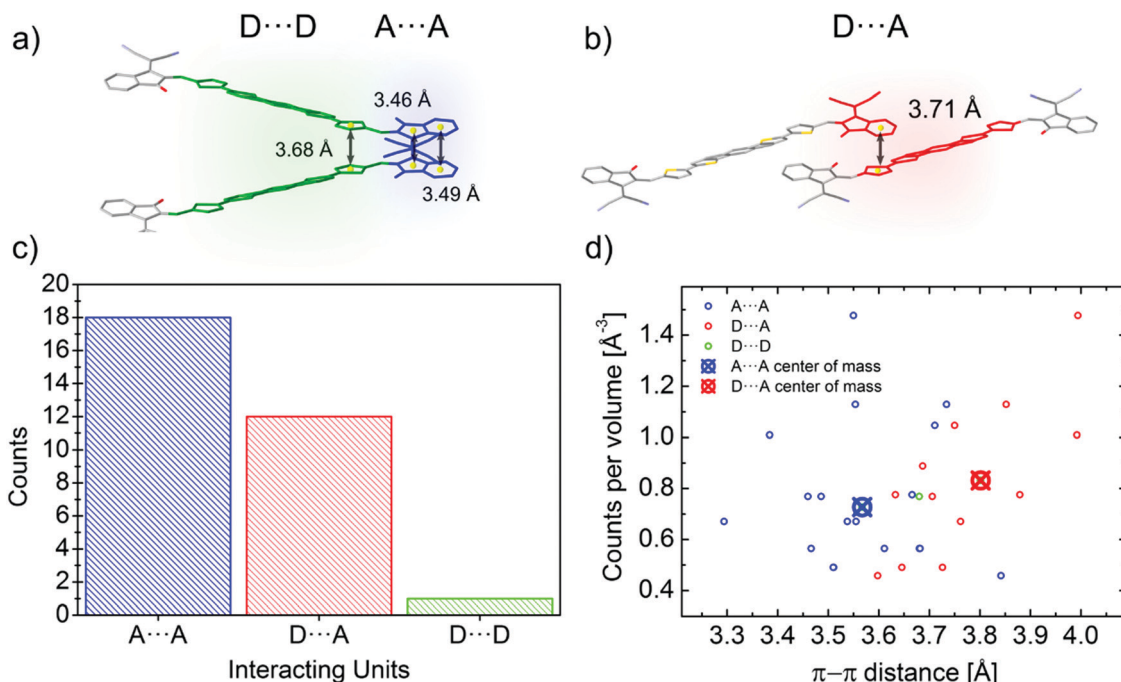 a)
D···D
A···A
3.46 Å
3.68 Å
3.49 Å
b)
D···A
3.71 Å
c)
20
18
16
14
12
10
8
6
4
2
0
Counts
A···A
D···A
D···D
Interacting Units
d)
A···A
D···A
D···D
A···A center of mass
D···A center of mass
1.4
1.2
1.0
0.8
0.6
0.4
Counts per volume [Å⁻³]
3.3 3.4 3.5 3.6 3.7 3.8 3.9 4.0
π−π distance [Å]